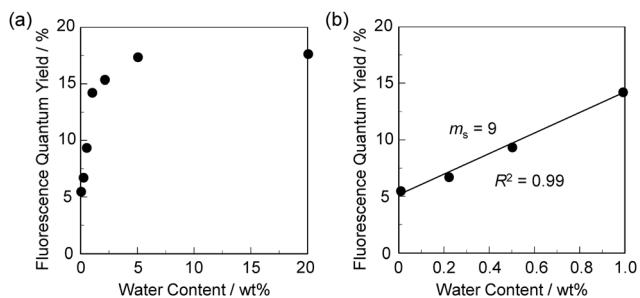 (a)
Fluorescence Quantum Yield / %
20
15
10
5
0
0 5 10 15 20
Water Content / wt%
(b)
Fluorescence Quantum Yield / %
20
15
10
5
0
ms = 9
R2 = 0.99
0 0.2 0.4 0.6 0.8 1.0
Water Content / wt%